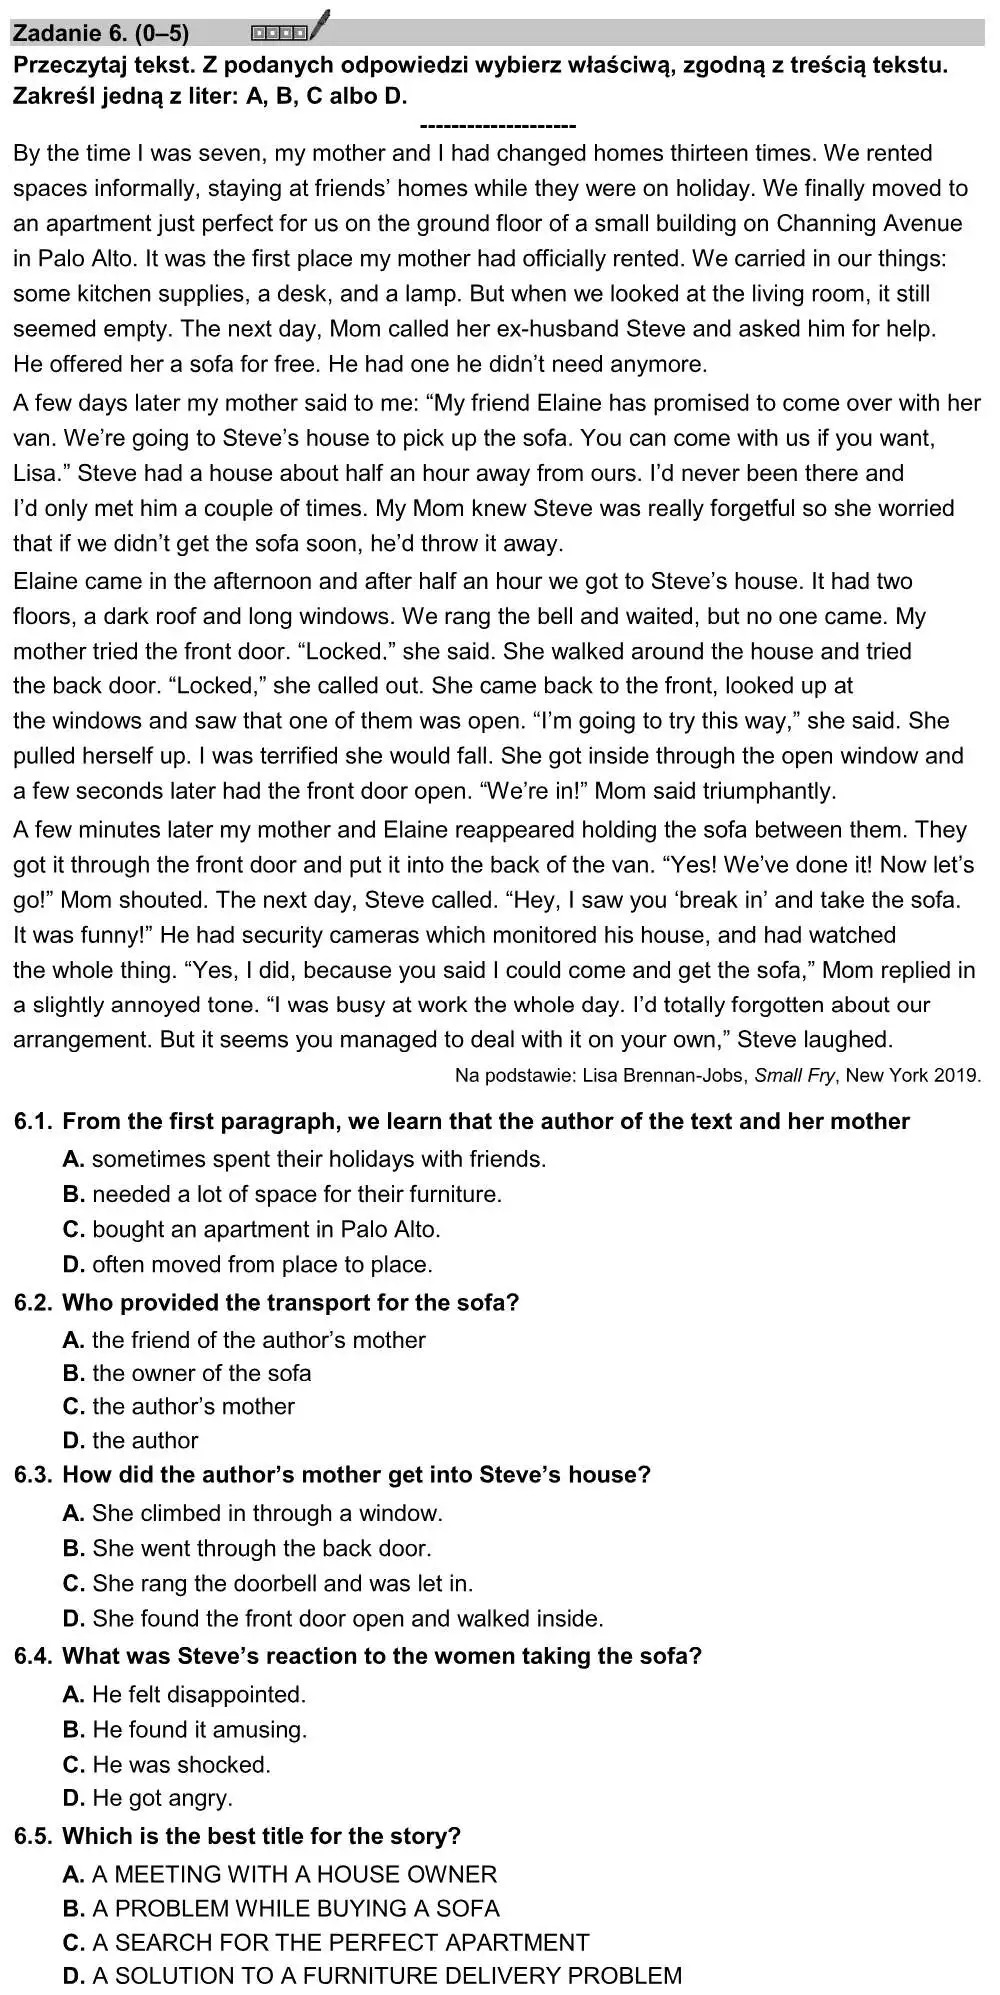 Zadanie 6. (0–5)
Przeczytaj tekst. Z podanych odpowiedzi wybierz właściwą, zgodną z treścią tekstu.
Zakreśl jedną z liter: A, B, C albo D.
--------------------
By the time I was seven, my mother and I had changed homes thirteen times. We rented
spaces informally, staying at friends’ homes while they were on holiday. We finally moved to
an apartment just perfect for us on the ground floor of a small building on Channing Avenue
in Palo Alto. It was the first place my mother had officially rented. We carried in our things:
some kitchen supplies, a desk, and a lamp. But when we looked at the living room, it still
seemed empty. The next day, Mom called her ex-husband Steve and asked him for help.
He offered her a sofa for free. He had one he didn’t need anymore.
A few days later my mother said to me: “My friend Elaine has promised to come over with her
van. We’re going to Steve’s house to pick up the sofa. You can come with us if you want,
Lisa.” Steve had a house about half an hour away from ours. I’d never been there and
I’d only met him a couple of times. My Mom knew Steve was really forgetful so she worried
that if we didn’t get the sofa soon, he’d throw it away.
Elaine came in the afternoon and after half an hour we got to Steve’s house. It had two
floors, a dark roof and long windows. We rang the bell and waited, but no one came. My
mother tried the front door. “Locked.” she said. She walked around the house and tried
the back door. “Locked,” she called out. She came back to the front, looked up at
the windows and saw that one of them was open. “I’m going to try this way,” she said. She
pulled herself up. I was terrified she would fall. She got inside through the open window and
a few seconds later had the front door open. “We’re in!” Mom said triumphantly.
A few minutes later my mother and Elaine reappeared holding the sofa between them. They
got it through the front door and put it into the back of the van. “Yes! We’ve done it! Now let’s
go!” Mom shouted. The next day, Steve called. “Hey, I saw you ‘break in’ and take the sofa.
It was funny!” He had security cameras which monitored his house, and had watched
the whole thing. “Yes, I did, because you said I could come and get the sofa,” Mom replied in
a slightly annoyed tone. “I was busy at work the whole day. I’d totally forgotten about our
arrangement. But it seems you managed to deal with it on your own,” Steve laughed.
Na podstawie: Lisa Brennan-Jobs, Small Fry, New York 2019.
6.1. From the first paragraph, we learn that the author of the text and her mother
A. sometimes spent their holidays with friends.
B. needed a lot of space for their furniture.
C. bought an apartment in Palo Alto.
D. often moved from place to place.
6.2. Who provided the transport for the sofa?
A. the friend of the author’s mother
B. the owner of the sofa
C. the author’s mother
D. the author
6.3. How did the author’s mother get into Steve’s house?
A. She climbed in through a window.
B. She went through the back door.
C. She rang the doorbell and was let in.
D. She found the front door open and walked inside.
6.4. What was Steve’s reaction to the women taking the sofa?
A. He felt disappointed.
B. He found it amusing.
C. He was shocked.
D. He got angry.
6.5. Which is the best title for the story?
A. A MEETING WITH A HOUSE OWNER
B. A PROBLEM WHILE BUYING A SOFA
C. A SEARCH FOR THE PERFECT APARTMENT
D. A SOLUTION TO A FURNITURE DELIVERY PROBLEM